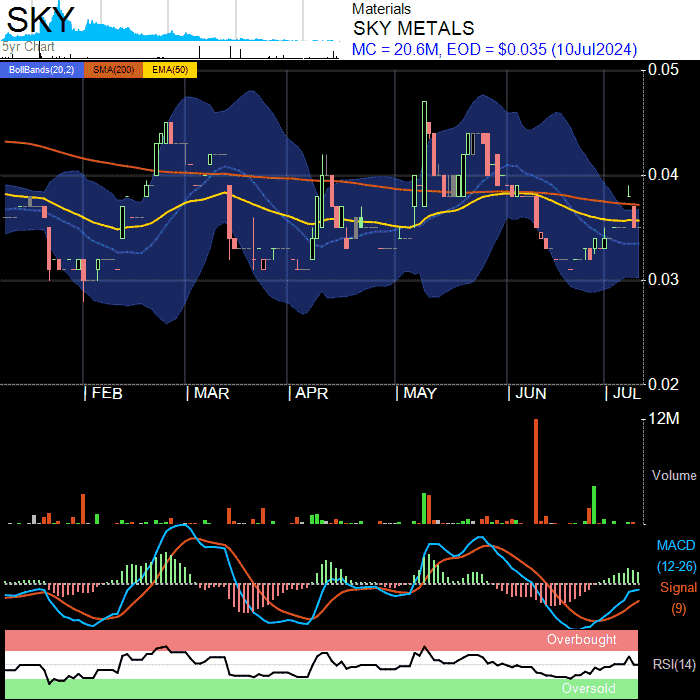 SKY
5yr Chart
Materials
SKY METALS
MC = 20.6M, EOD = $0.035 (10Jul2024)
BollBands(20,2) SMA(200) EMA(50)
0.05
0.04
0.03
0.02
FEB MAR APR MAY JUN JUL
12M
Volume
MACD
(12-26)
Signal
(9)
Overbought
RSI(14)
Oversold